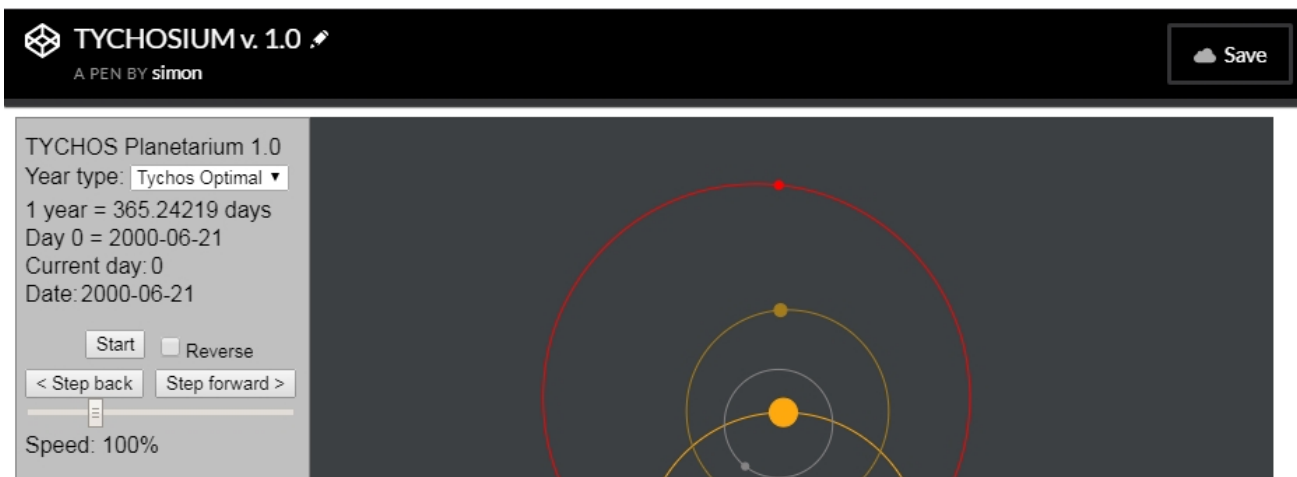 TYCHOSIUM v. 1.0
A PEN BY simon
Save
TYCHOS Planetarium 1.0
Year type: Tychos Optimal
1 year = 365.24219 days
Day 0 = 2000-06-21
Current day: 0
Date: 2000-06-21
Start Reverse
< Step back Step forward >
Speed: 100%